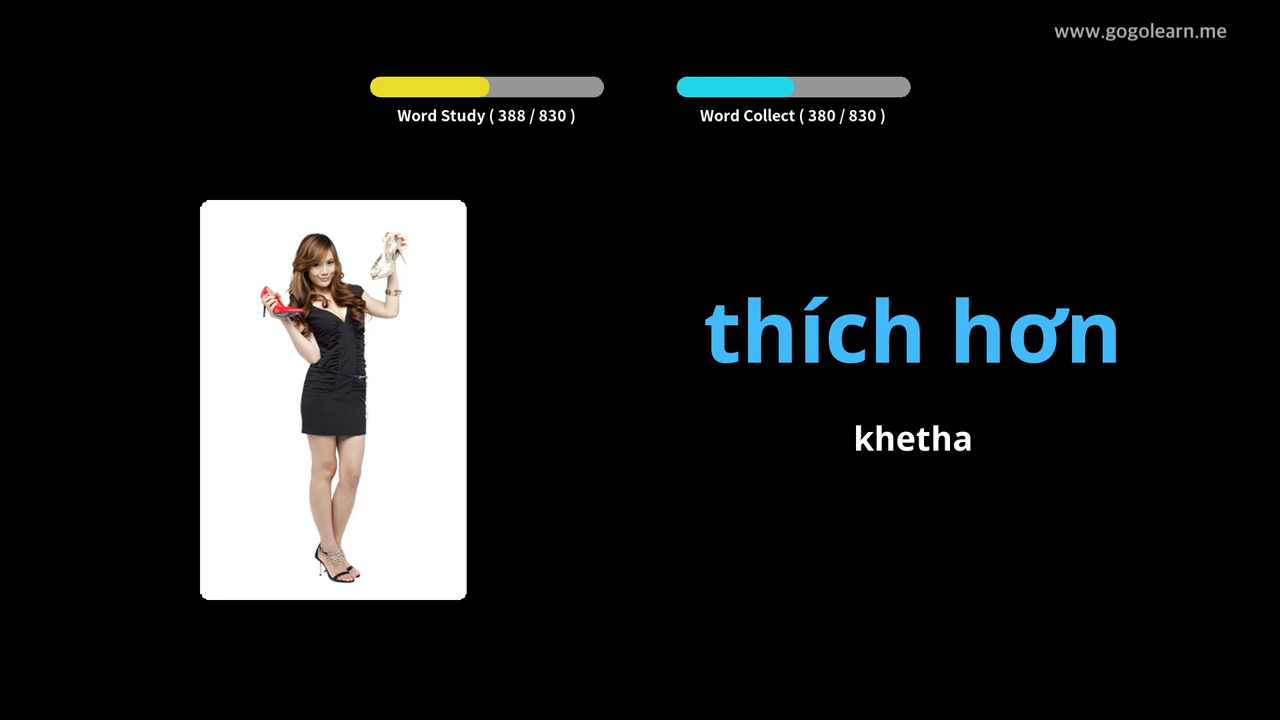 www.gogolearn.me
Word Study ( 388 / 830 )
Word Collect ( 380 / 830 )
thích hơn
khetha